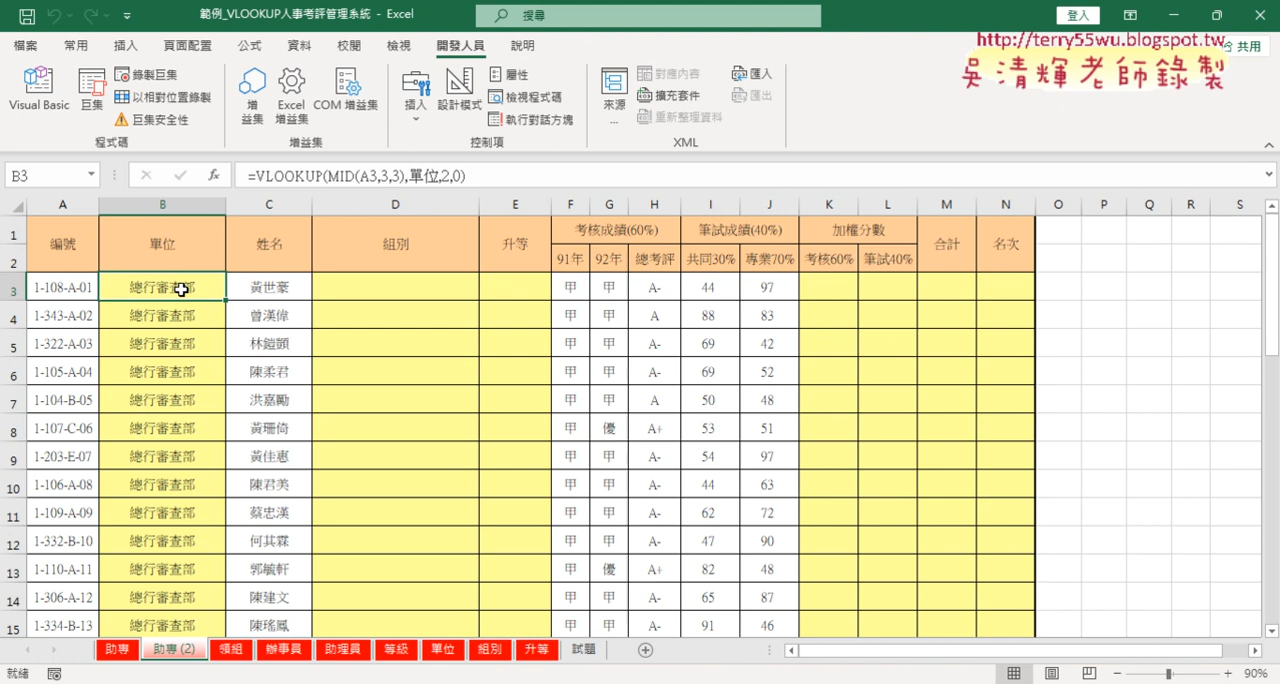 範例_VLOOKUP人事考評管理系統 - Excel
搜尋
登入
檔案 常用 插入 頁面配置 公式 資料 校閱 檢視 開發人員 說明
共用
http://terry55wu.blogspot.tw
吳清輝老師錄製
Visual Basic
巨集
錄製巨集
以相對位置錄製
巨集安全性
程式碼
增益集
Excel 增益集
COM 增益集
增益集
插入
設計模式
屬性
檢視程式碼
執行對話方塊
控制項
來源
...
對應內容
擴充套件
重新整理資料
匯入
匯出
XML
B3
fx
=VLOOKUP(MID(A3,3,3),單位,2,0)
A B C D E F G H I J K L M N O P Q R S
1 編號 單位 姓名 組別 升等 考核成績(60%) 筆試成績(40%) 加權分數 合計 名次
2 91年 92年 總考評 共同30% 專業70% 考核60% 筆試40%
3 1-108-A-01 總行審查部 黃世豪 甲 甲 A- 44 97
4 1-343-A-02 總行審查部 曾漢偉 甲 甲 A 88 83
5 1-322-A-03 總行審查部 林鎧頤 甲 甲 A- 69 42
6 1-105-A-04 總行審查部 陳柔君 甲 甲 A- 69 52
7 1-104-B-05 總行審查部 洪嘉勵 甲 甲 A 50 48
8 1-107-C-06 總行審查部 黃珊倚 甲 優 A+ 53 51
9 1-203-E-07 總行審查部 黃佳惠 甲 甲 A- 54 97
10 1-106-A-08 總行審查部 陳君美 甲 甲 A- 44 63
11 1-109-A-09 總行審查部 蔡忠漢 甲 甲 A- 62 72
12 1-332-B-10 總行審查部 何其霖 甲 甲 A- 47 90
13 1-110-A-11 總行審查部 郭毓軒 甲 優 A+ 82 48
14 1-306-A-12 總行審查部 陳建文 甲 甲 A- 65 87
15 1-334-B-13 總行審查部 陳瑤鳳 甲 甲 A- 91 46
助專 助專 (2) 領組 辦事員 助理員 等級 單位 組別 升等 試題
就緒
90%